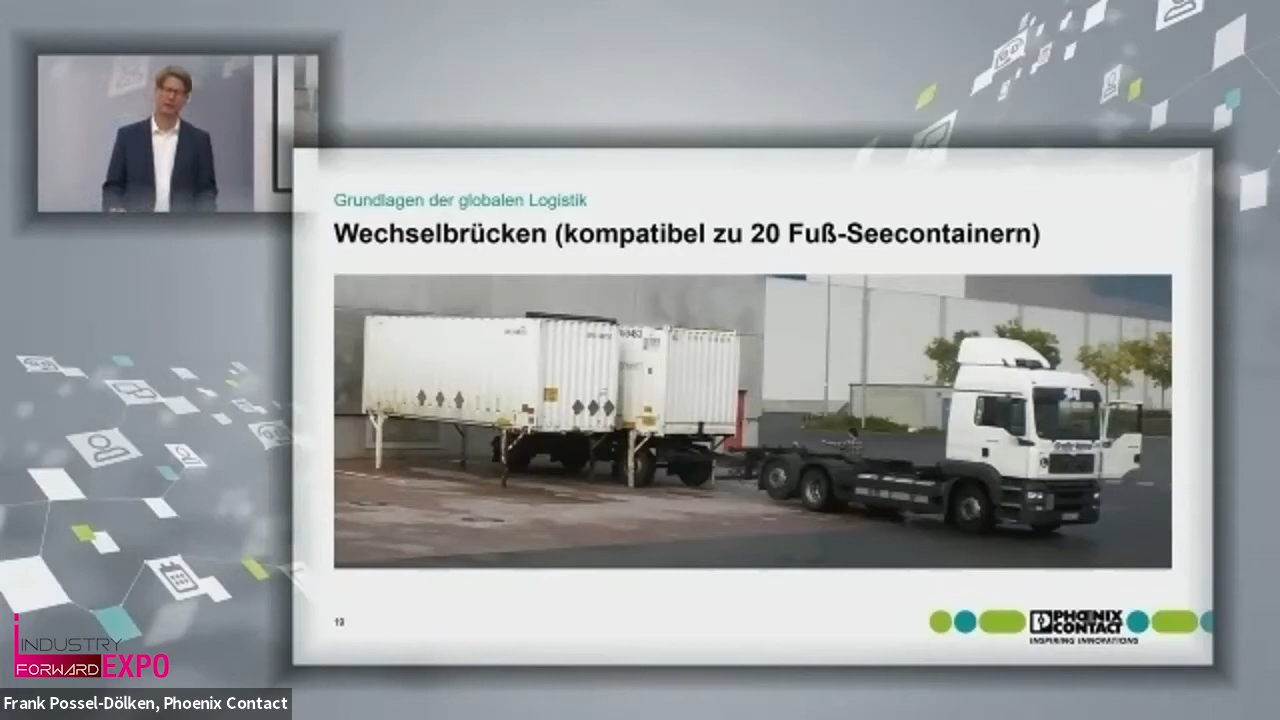 Grundlagen der globalen Logistik
Wechselbrücken (kompatibel zu 20 Fuß-Seecontainern)
19
PHOENIX
CONTACT
INSPIRING INNOVATIONS
INDUSTRY
FORWARD EXPO
Frank Possel-Dölken, Phoenix Contact